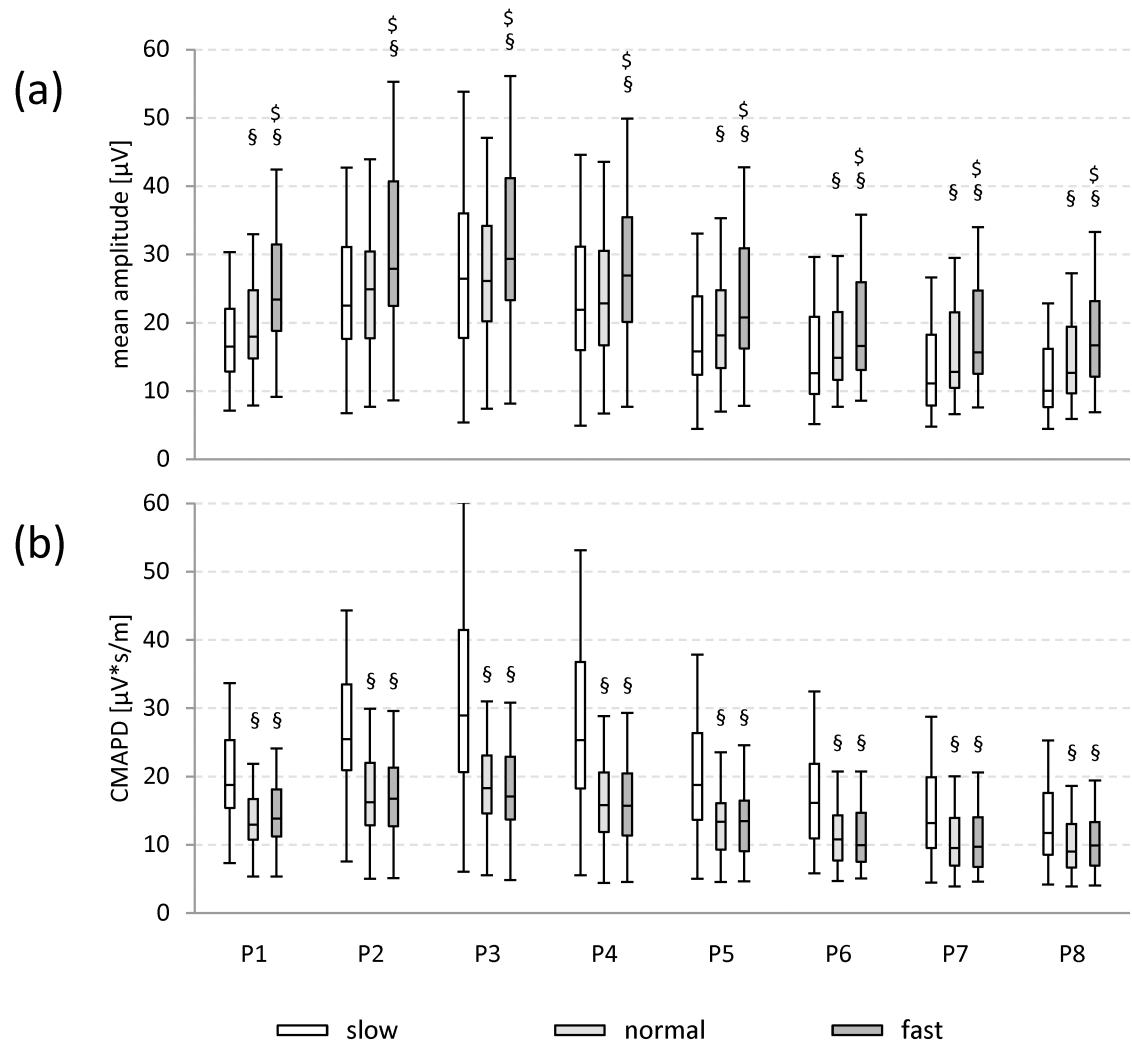 (a)
mean amplitude [µV]
60
50
40
30
20
10
0
$ $ $ $ $ $ $ $
§ § § § § § § § § § § § §
(b)
CMAPD [µV*s/m]
60
50
40
30
20
10
0
§ § § § § § § § § § § § § § § §
P1 P2 P3 P4 P5 P6 P7 P8
slow normal fast